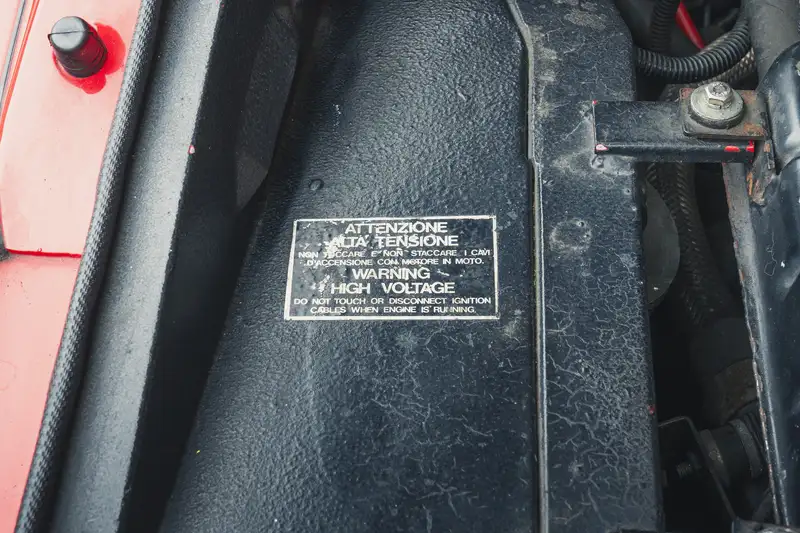 ATTENZIONE
ALTA TENSIONE
NON TOCCARE E NON STACCARE I CAVI
D'ACCENSIONE CON MOTORE IN MOTO.
WARNING
HIGH VOLTAGE
DO NOT TOUCH OR DISCONNECT IGNITION
CABLES WHEN ENGINE IS RUNNING.